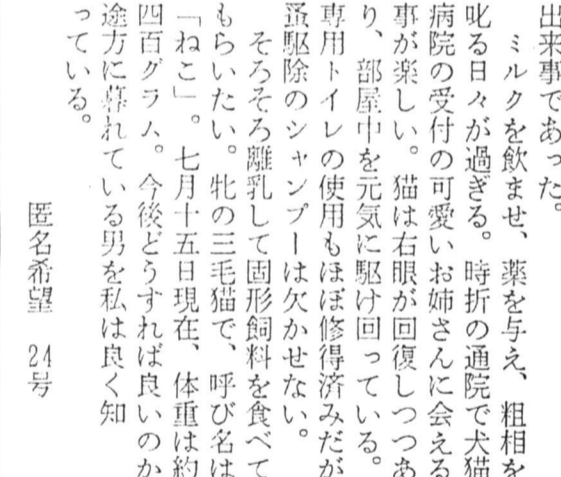 出来事であった。
ミルクを飲ませ、薬を与え、粗相を
叱る日々が過ぎる。時折の通院で犬猫
病院の受付の可愛いお姉さんに会える
事が楽しい。猫は右眼が回復しつつあ
り、部屋中を元気に駆け回っている。
専用トイレの使用もほぼ修得済みだが
蚤駆除のシャンプーは欠かせない。
そろそろ離乳して固形飼料を食べて
もらいたい。牝の三毛猫で、呼び名は
「ねこ」。七月十五日現在、体重は約
四百グラム。今後どうすれば良いのか
途方に暮れている男を私は良く知
っている。
匿名希望 24号